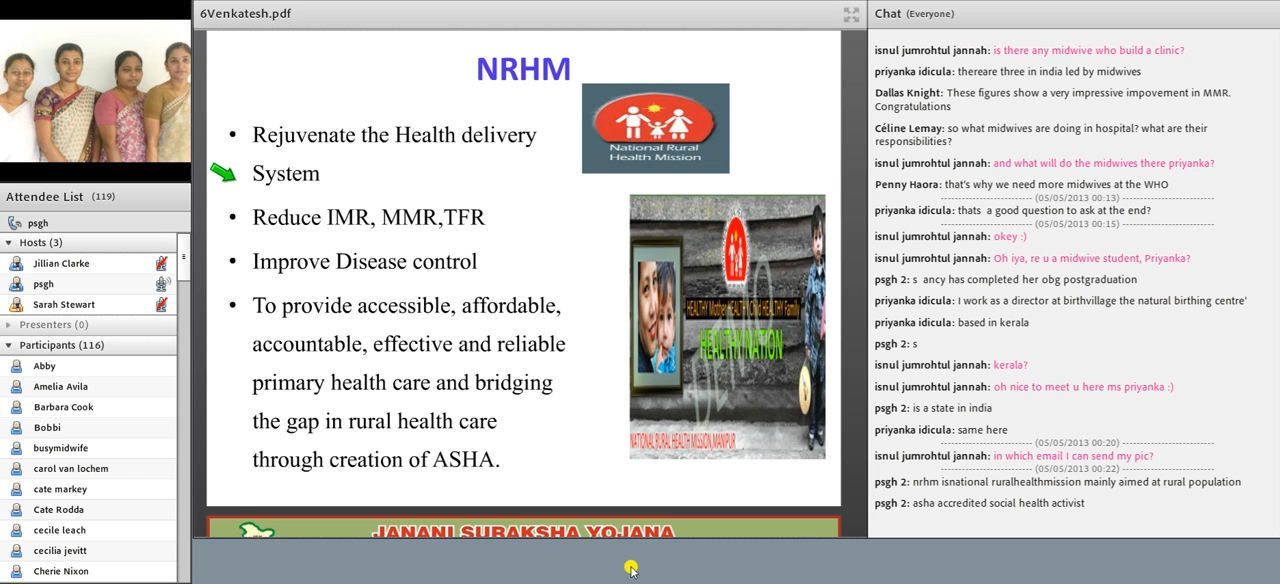 6Venkatesh.pdf
NRHM
• Rejuvenate the Health delivery
System
• Reduce IMR, MMR,TFR
• Improve Disease control
• To provide accessible, affordable,
accountable, effective and reliable
primary health care and bridging
the gap in rural health care
through creation of ASHA.
National Rural
Health Mission
HEALTHY Mother HEALTHY Child HEALTHY Family
HEALTHY NATION
NATIONAL RURAL HEALTH MISSION, MANIPUR
JANANI SURAKSHA YOJANA
Attendee List (119)
psgh
Hosts (3)
Jillian Clarke
psgh
Sarah Stewart
Presenters (0)
Participants (116)
Abby
Amelia Avila
Barbara Cook
Bobbi
busymidwife
carol van lochem
cate markey
Cate Rodda
cecile leach
cecilia jevitt
Cherie Nixon
Chat (Everyone)
isnul jumrohtul jannah: is there any midwive who build a clinic?
priyanka idicula: thereare three in india led by midwives
Dallas Knight: These figures show a very impressive impovement in MMR.
Congratulations
Céline Lemay: so what midwives are doing in hospital? what are their
responsibilities?
isnul jumrohtul jannah: and what will do the midwives there priyanka?
Penny Haora: that's why we need more midwives at the WHO
(05/05/2013 00:13)
priyanka idicula: thats a good question to ask at the end?
(05/05/2013 00:15)
isnul jumrohtul jannah: okey :)
isnul jumrohtul jannah: Oh iya, re u a midwive student, Priyanka?
psgh 2: s ancy has completed her obg postgraduation
priyanka idicula: I work as a director at birthvillage the natural birthing centre'
priyanka idicula: based in kerala
psgh 2: s
isnul jumrohtul jannah: kerala?
isnul jumrohtul jannah: oh nice to meet u here ms priyanka :)
psgh 2: is a state in india
priyanka idicula: same here
(05/05/2013 00:20)
isnul jumrohtul jannah: in which email I can send my pic?
(05/05/2013 00:22)
psgh 2: nrhm isnational ruralhealthmission mainly aimed at rural population
psgh 2: asha accredited social health activist